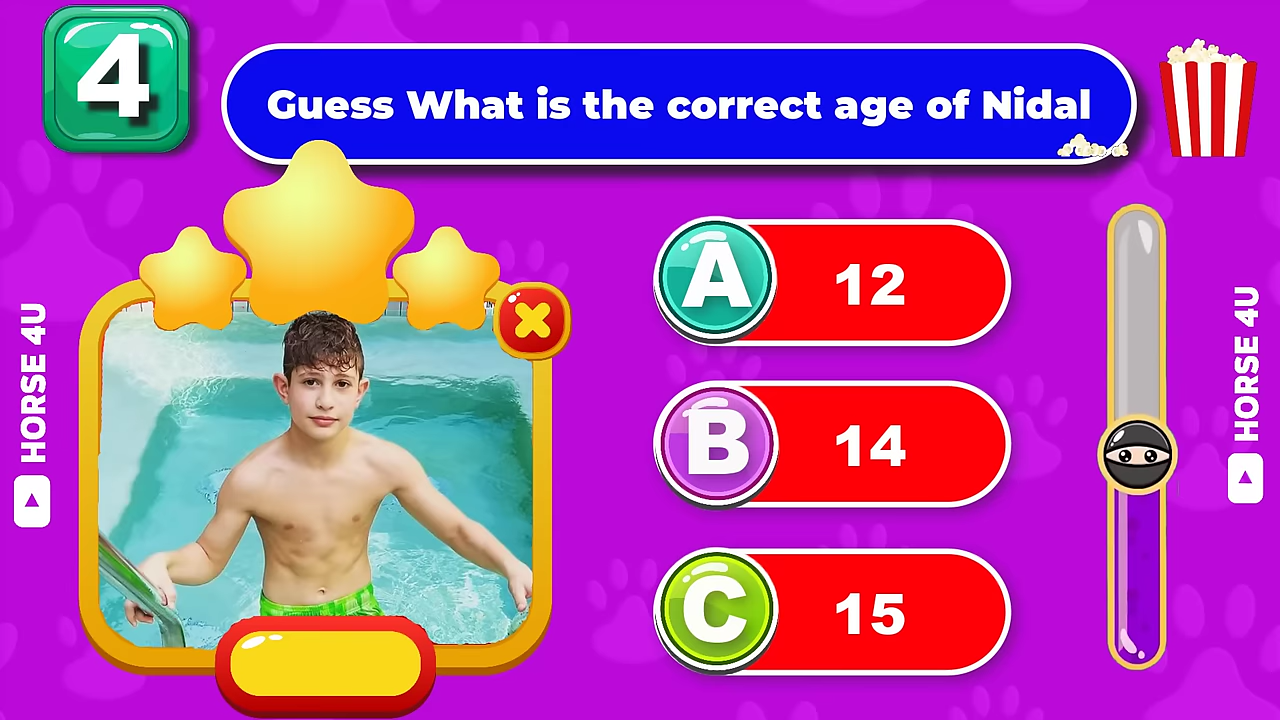 4
Guess What is the correct age of Nidal
A 12
B 14
C 15
HORSE 4U
HORSE 4U